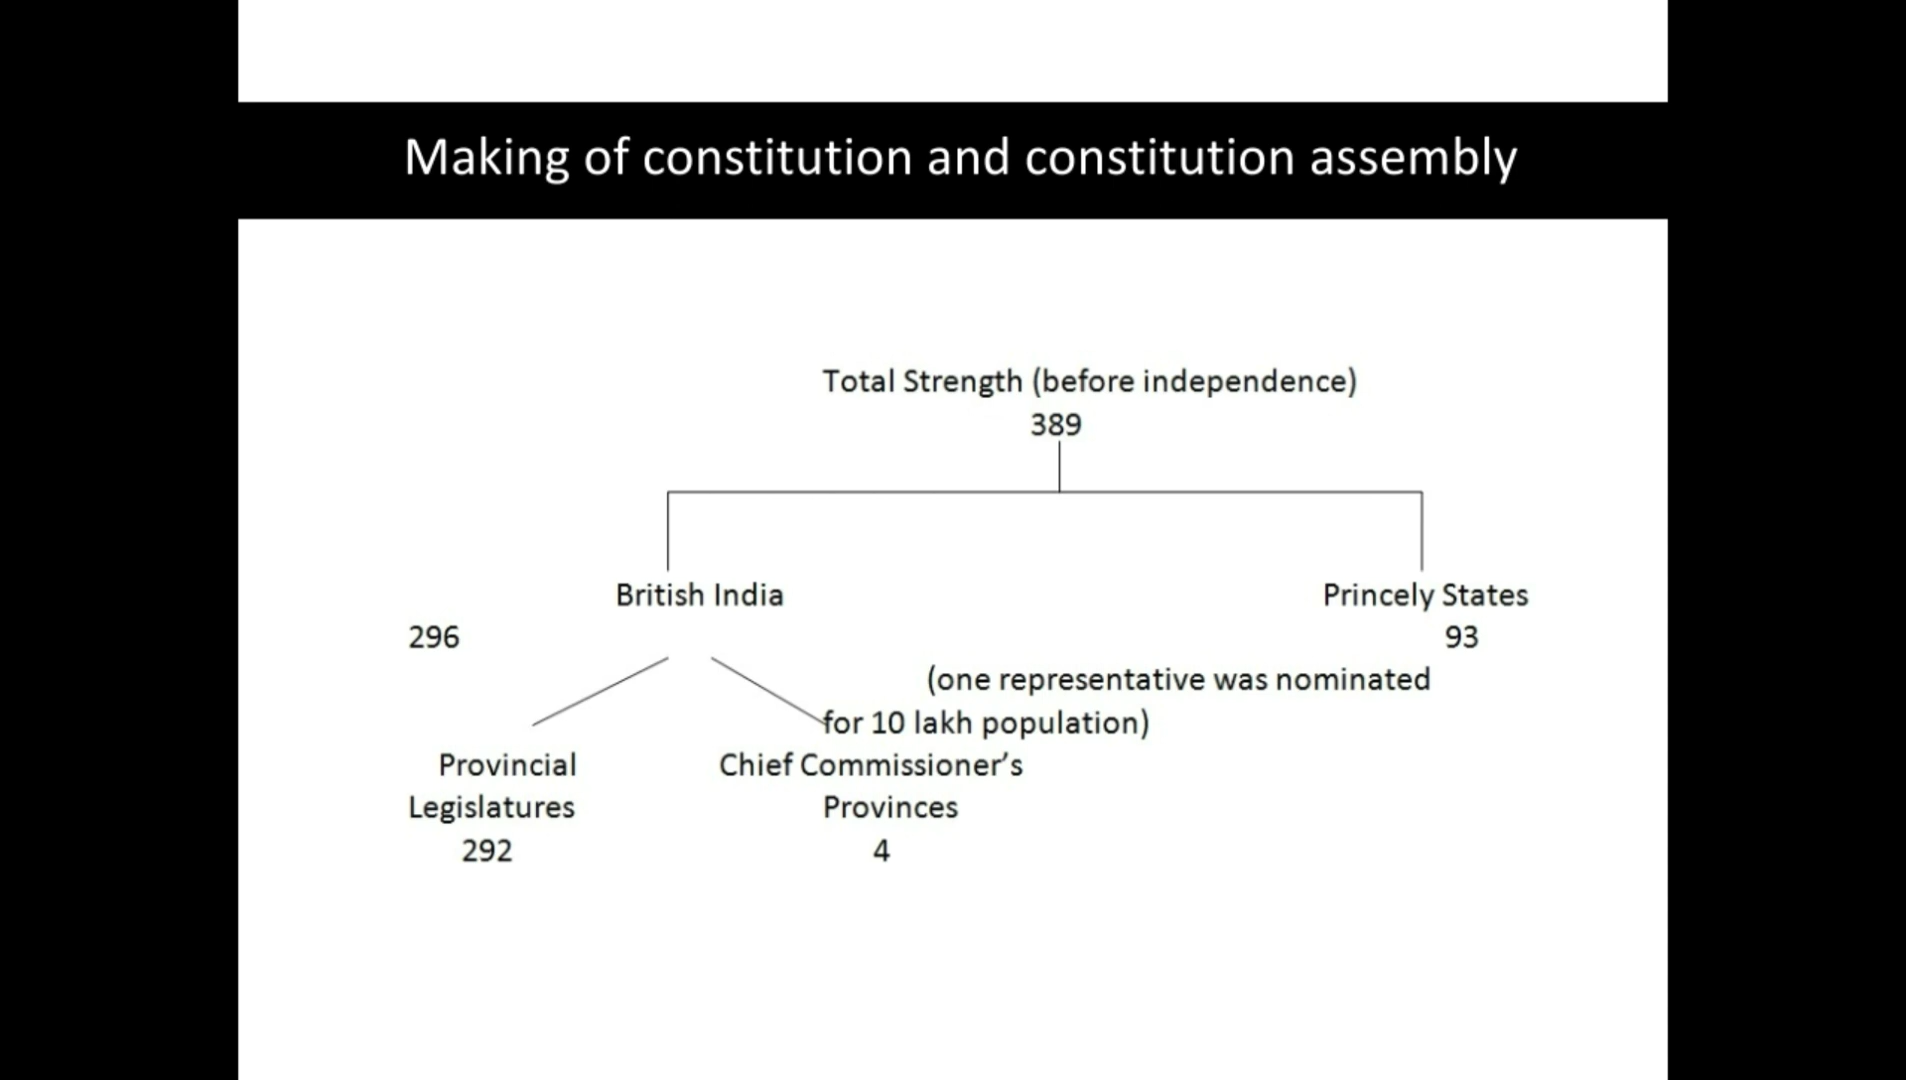 Making of constitution and constitution assembly
Total Strength (before independence)
389
British India
Princely States
296
93
(one representative was nominated
for 10 lakh population)
Provincial
Chief Commissioner’s
Legislatures
Provinces
292
4